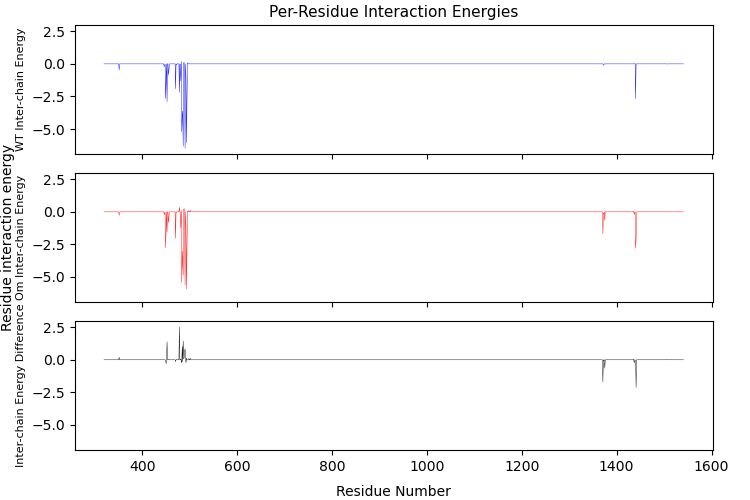 Per-Residue Interaction Energies
WT Inter-chain Energy
2.5
0.0
−2.5
−5.0
Residue interaction energy
Om Inter-chain Energy
2.5
0.0
−2.5
−5.0
Inter-chain Energy Difference
2.5
0.0
−2.5
−5.0
400 600 800 1000 1200 1400 1600
Residue Number